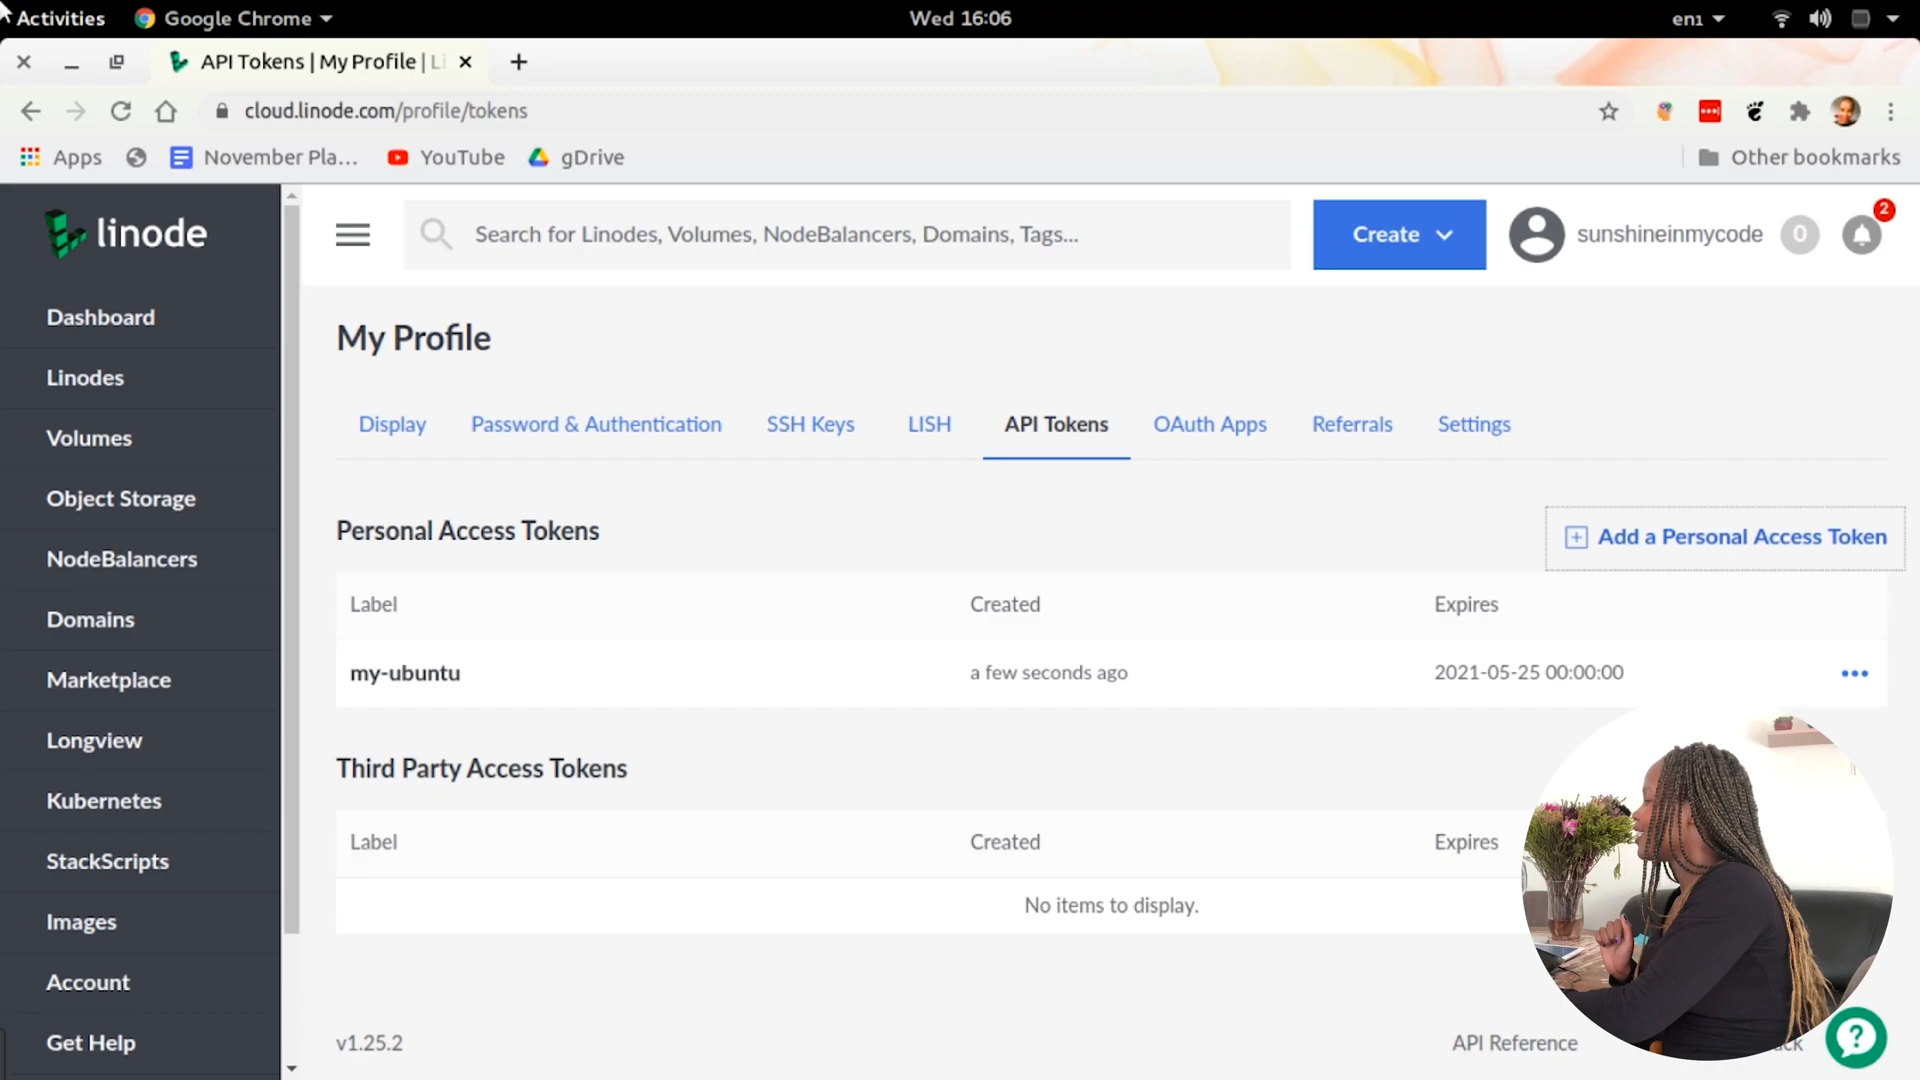 Activities
Google Chrome
Wed 16:06
en1
API Tokens | My Profile | Li
cloud.linode.com/profile/tokens
Apps
November Pla...
YouTube
gDrive
Other bookmarks
linode
Search for Linodes, Volumes, NodeBalancers, Domains, Tags...
Create
sunshineinmycode
0
2
Dashboard
Linodes
Volumes
Object Storage
NodeBalancers
Domains
Marketplace
Longview
Kubernetes
StackScripts
Images
Account
Get Help
My Profile
Display
Password & Authentication
SSH Keys
LISH
API Tokens
OAuth Apps
Referrals
Settings
Personal Access Tokens
Add a Personal Access Token
Label Created Expires
my-ubuntu a few seconds ago 2021-05-25 00:00:00
Third Party Access Tokens
Label Created Expires
No items to display.
v1.25.2
API Reference